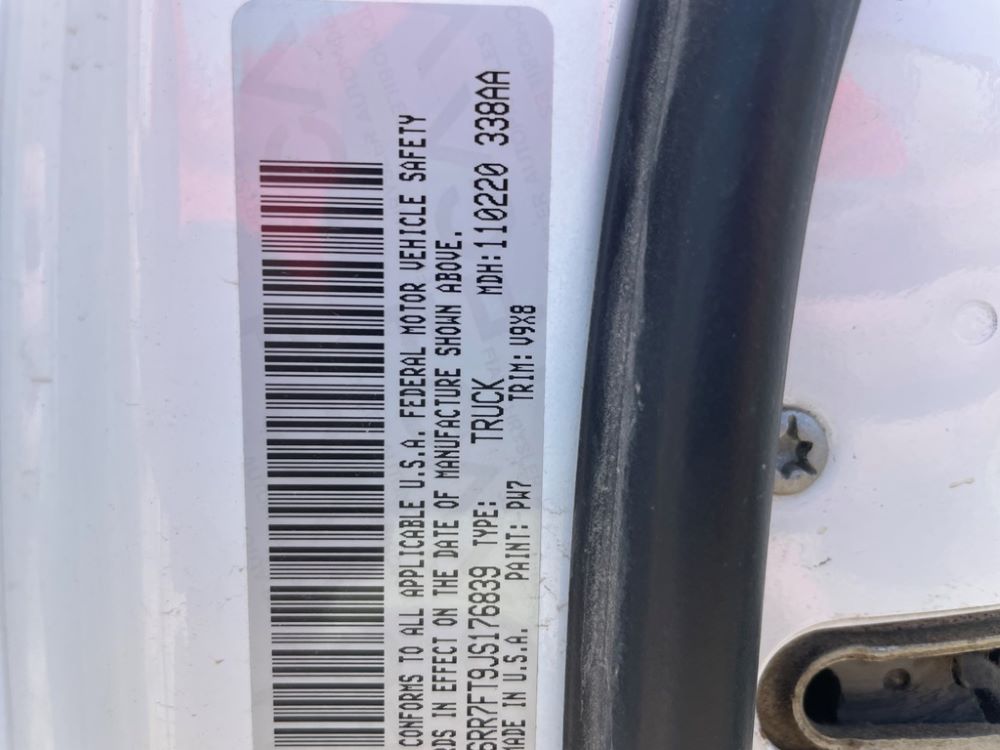 CONFORMS TO ALL APPLICABLE U.S.A. FEDERAL MOTOR VEHICLE SAFETY
IN EFFECT ON THE DATE OF MANUFACTURE SHOWN ABOVE.
6RR7FT9JS176839 TYPE: TRUCK MDH:110220 338AA
MADE IN U.S.A. PAINT: PW7 TRIM: V9X8